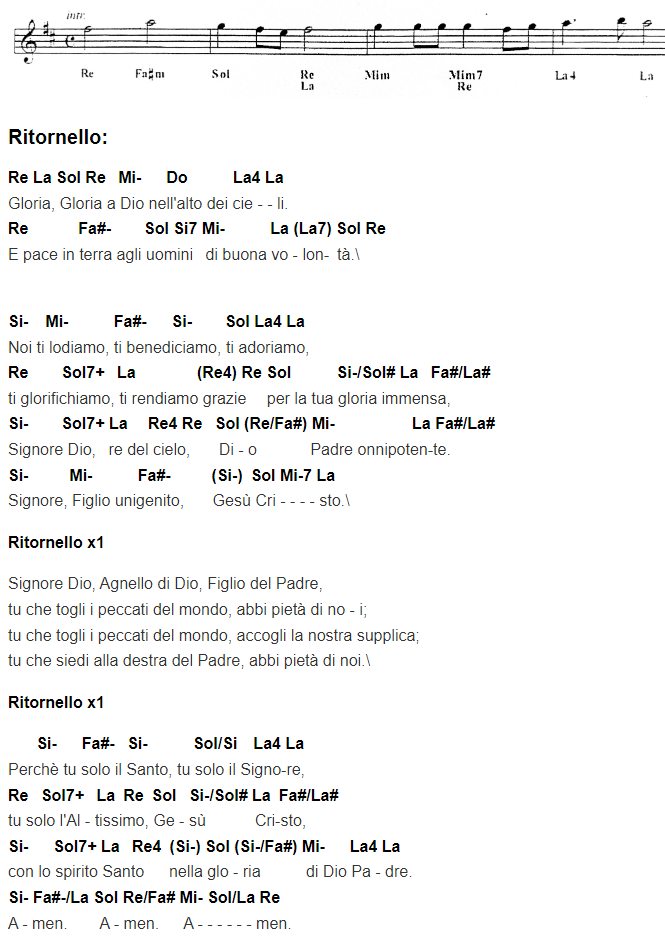 intr.
Re Fa#m Sol Re Mim Mim7 La4 La
La Re
Ritornello:
Re La Sol Re Mi- Do La4 La
Gloria, Gloria a Dio nell'alto dei cie - - li.
Re Fa#- Sol Si7 Mi- La (La7) Sol Re
E pace in terra agli uomini di buona vo - lon- tà.\
Si- Mi- Fa#- Si- Sol La4 La
Noi ti lodiamo, ti benediciamo, ti adoriamo,
Re Sol7+ La (Re4) Re Sol Si-/Sol# La Fa#/La#
ti glorifichiamo, ti rendiamo grazie per la tua gloria immensa,
Si- Sol7+ La Re4 Re Sol (Re/Fa#) Mi- La Fa#/La#
Signore Dio, re del cielo, Di - o Padre onnipoten-te.
Si- Mi- Fa#- (Si-) Sol Mi-7 La
Signore, Figlio unigenito, Gesù Cri - - - - sto.\
Ritornello x1
Signore Dio, Agnello di Dio, Figlio del Padre,
tu che togli i peccati del mondo, abbi pietà di no - i;
tu che togli i peccati del mondo, accogli la nostra supplica;
tu che siedi alla destra del Padre, abbi pietà di noi.\
Ritornello x1
Si- Fa#- Si- Sol/Si La4 La
Perchè tu solo il Santo, tu solo il Signo-re,
Re Sol7+ La Re Sol Si-/Sol# La Fa#/La#
tu solo l'Al - tissimo, Ge - sù Cri-sto,
Si- Sol7+ La Re4 (Si-) Sol (Si-/Fa#) Mi- La4 La
con lo spirito Santo nella glo - ria di Dio Pa - dre.
Si- Fa#-/La Sol Re/Fa# Mi- Sol/La Re
A - men. A - men. A - - - - - - men.